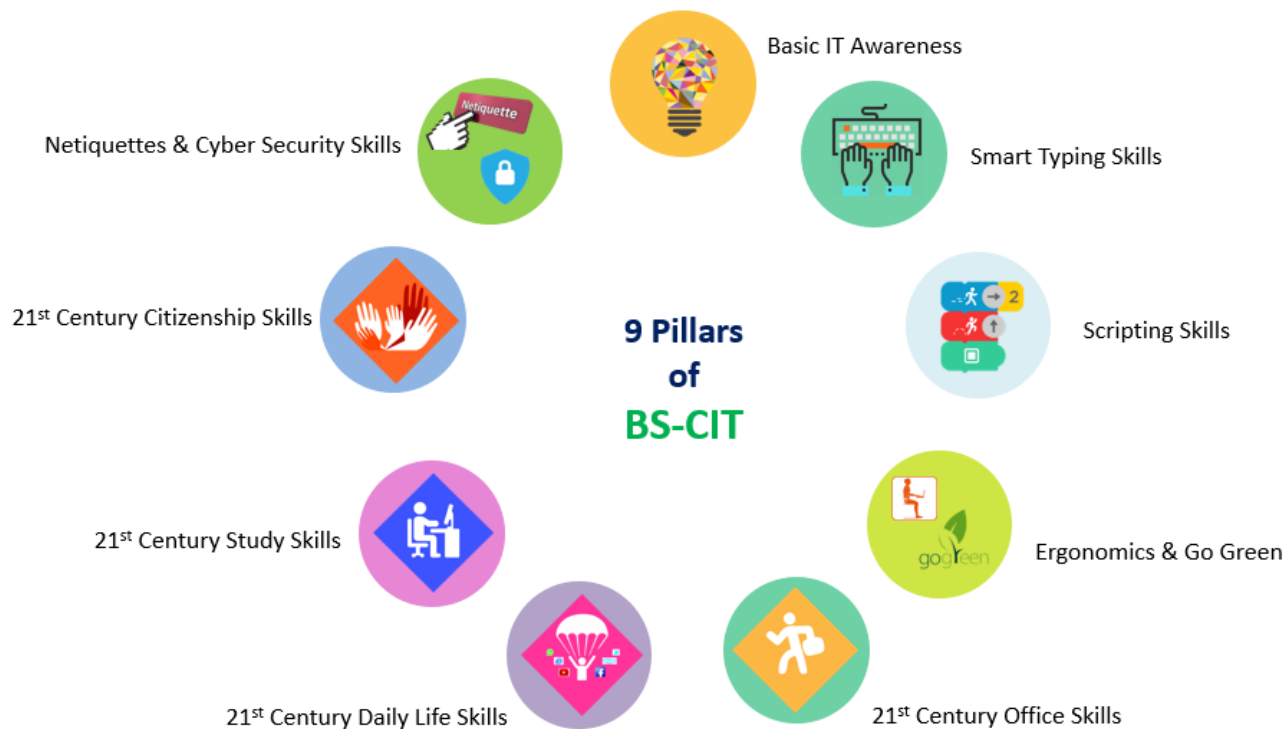 Basic IT Awareness
Netiquette
Netiquettes & Cyber Security Skills
Smart Typing Skills
21st Century Citizenship Skills
9 Pillars
of
BS-CIT
2
Scripting Skills
21st Century Study Skills
gogreen
Ergonomics & Go Green
21st Century Daily Life Skills
21st Century Office Skills